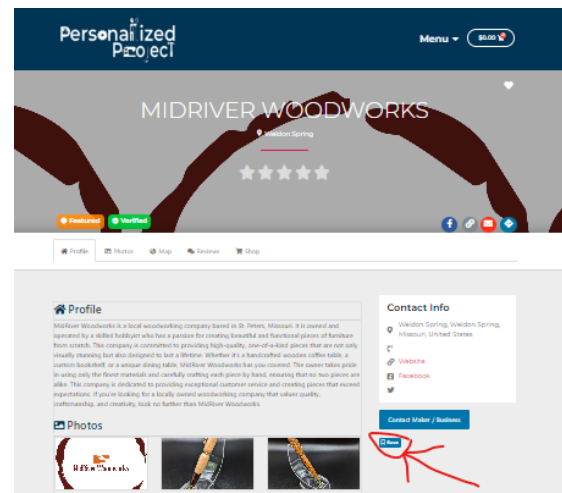 Personalized
Project
Menu
$0.00
MIDRIVER WOODWORKS
Weldon Spring
Featured
Verified
Profile
Photos
Map
Reviews
Shop
Profile
MidRiver Woodworks is a local woodworking company based in St. Peters, Missouri. It is owned and
operated by a skilled hobbyist who has a passion for creating beautiful and functional pieces of furniture
from scratch. This company is committed to providing high-quality, one-of-a-kind pieces that are not only
visually stunning but also designed to last a lifetime. Whether it's a handcrafted wooden coffee table, a
custom bookshelf or a unique dining table, MidRiver Woodworks has you covered. The owner takes pride
in using only the finest materials and carefully crafting each piece by hand, ensuring that no two pieces are
alike. This company is dedicated to providing exceptional customer service and creating pieces that exceed
expectations. If you're looking for a locally owned woodworking company that values quality,
craftsmanship, and creativity, look no further than MidRiver Woodworks.
Photos
MidRiver Woodworks
Contact Info
Weldon Spring, Weldon Spring,
Missouri, United States
Website
Facebook
Contact Maker / Business
Save